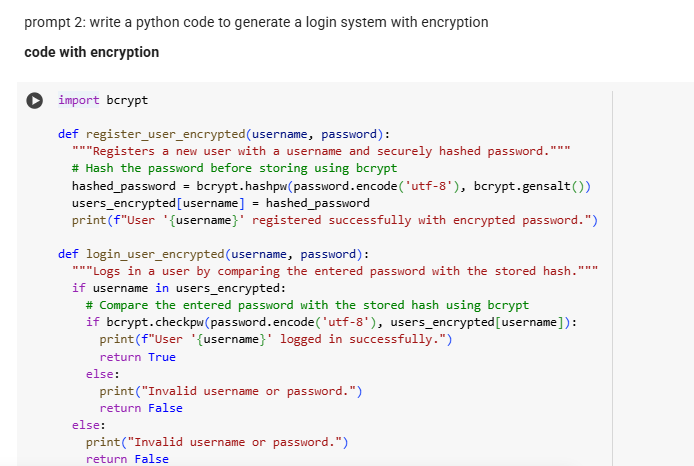 prompt 2: write a python code to generate a login system with encryption
code with encryption
import bcrypt
def register_user_encrypted(username, password):
"""Registers a new user with a username and securely hashed password."""
# Hash the password before storing using bcrypt
hashed_password = bcrypt.hashpw(password.encode('utf-8'), bcrypt.gensalt())
users_encrypted[username] = hashed_password
print(f"User '{username}' registered successfully with encrypted password.")
def login_user_encrypted(username, password):
"""Logs in a user by comparing the entered password with the stored hash."""
if username in users_encrypted:
# Compare the entered password with the stored hash using bcrypt
if bcrypt.checkpw(password.encode('utf-8'), users_encrypted[username]):
print(f"User '{username}' logged in successfully.")
return True
else:
print("Invalid username or password.")
return False
else:
print("Invalid username or password.")
return False